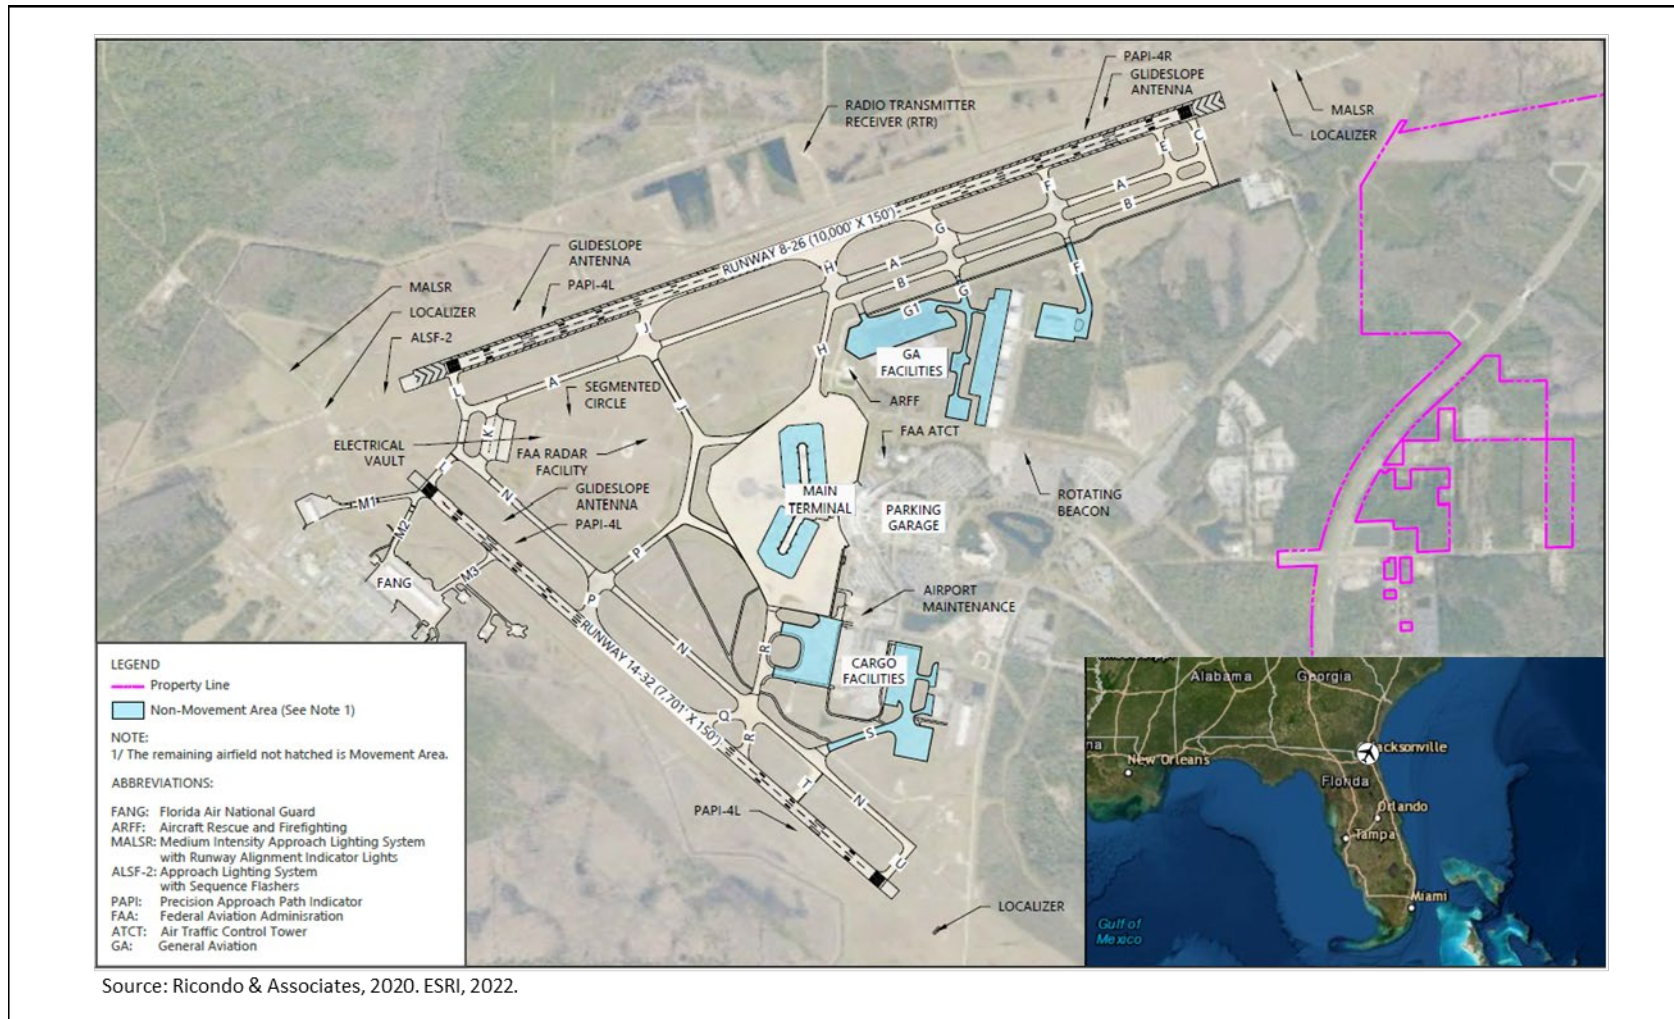 PAPI-4R
GLIDESLOPE
ANTENNA
MALSR
LOCALIZER
RADIO TRANSMITTER
RECEIVER (RTR)
C
E
F
A
B
G
RUNWAY 8-26 (10,000' X 150')
H
A
B
G
F
G1
GLIDESLOPE
ANTENNA
PAPI-4L
MALSR
LOCALIZER
ALSF-2
J
H
GA
FACILITIES
ARFF
L
A
SEGMENTED
CIRCLE
J
K
ELECTRICAL
VAULT
FAA RADAR
FACILITY
FAA ATCT
L
N
GLIDESLOPE
ANTENNA
PAPI-4L
MAIN
TERMINAL
PARKING
GARAGE
ROTATING
BEACON
M1
M2
M3
FANG
P
P
AIRPORT
MAINTENANCE
RUNWAY 14-32 (7,701' X 150')
N
R
CARGO
FACILITIES
Q
R
S
T
N
U
PAPI-4L
LOCALIZER
LEGEND
Property Line
Non-Movement Area (See Note 1)
NOTE:
1/ The remaining airfield not hatched is Movement Area.
ABBREVIATIONS:
FANG: Florida Air National Guard
ARFF: Aircraft Rescue and Firefighting
MALSR: Medium Intensity Approach Lighting System
with Runway Alignment Indicator Lights
ALSF-2: Approach Lighting System
with Sequence Flashers
PAPI: Precision Approach Path Indicator
FAA: Federal Aviation Adminisration
ATCT: Air Traffic Control Tower
GA: General Aviation
Alabama
Georgia
na
New Orleans
acksonville
Florida
Orlando
Tampa
Miami
Gulf of
Mexico
Source: Ricondo & Associates, 2020. ESRI, 2022.